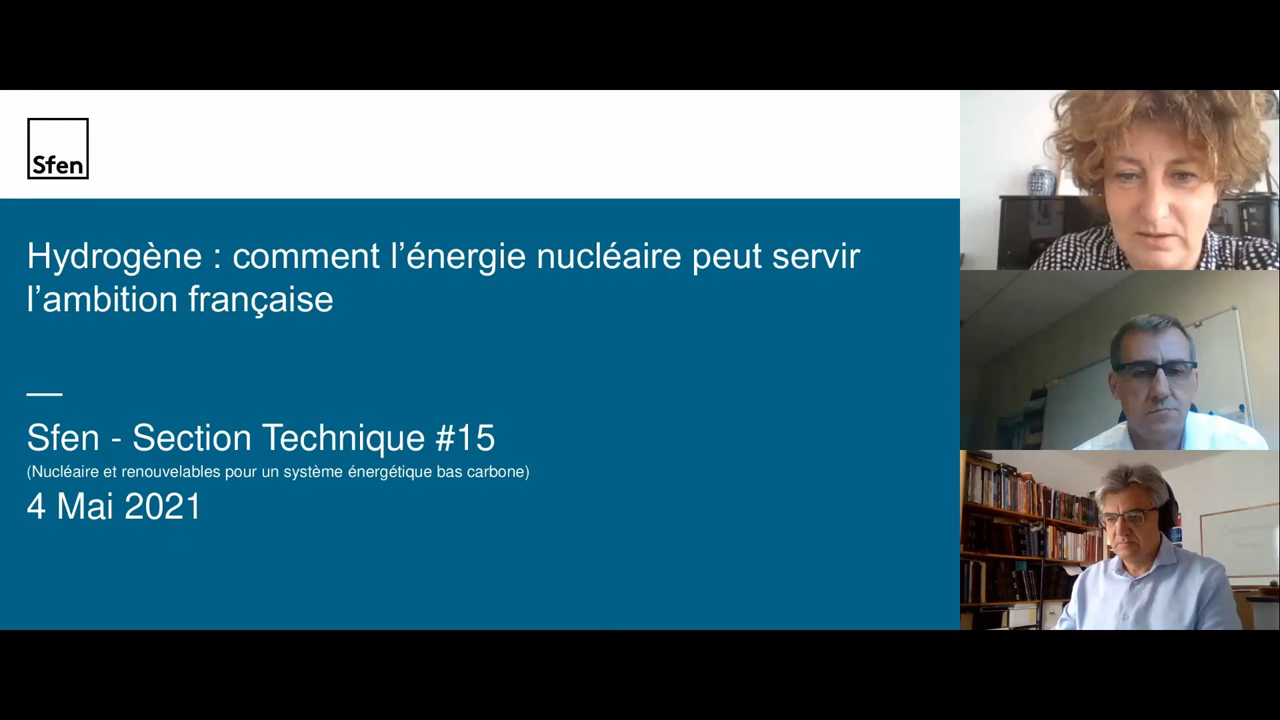 Sfen
Hydrogène : comment l’énergie nucléaire peut servir
l’ambition française
Sfen - Section Technique #15
(Nucléaire et renouvelables pour un système énergétique bas carbone)
4 Mai 2021